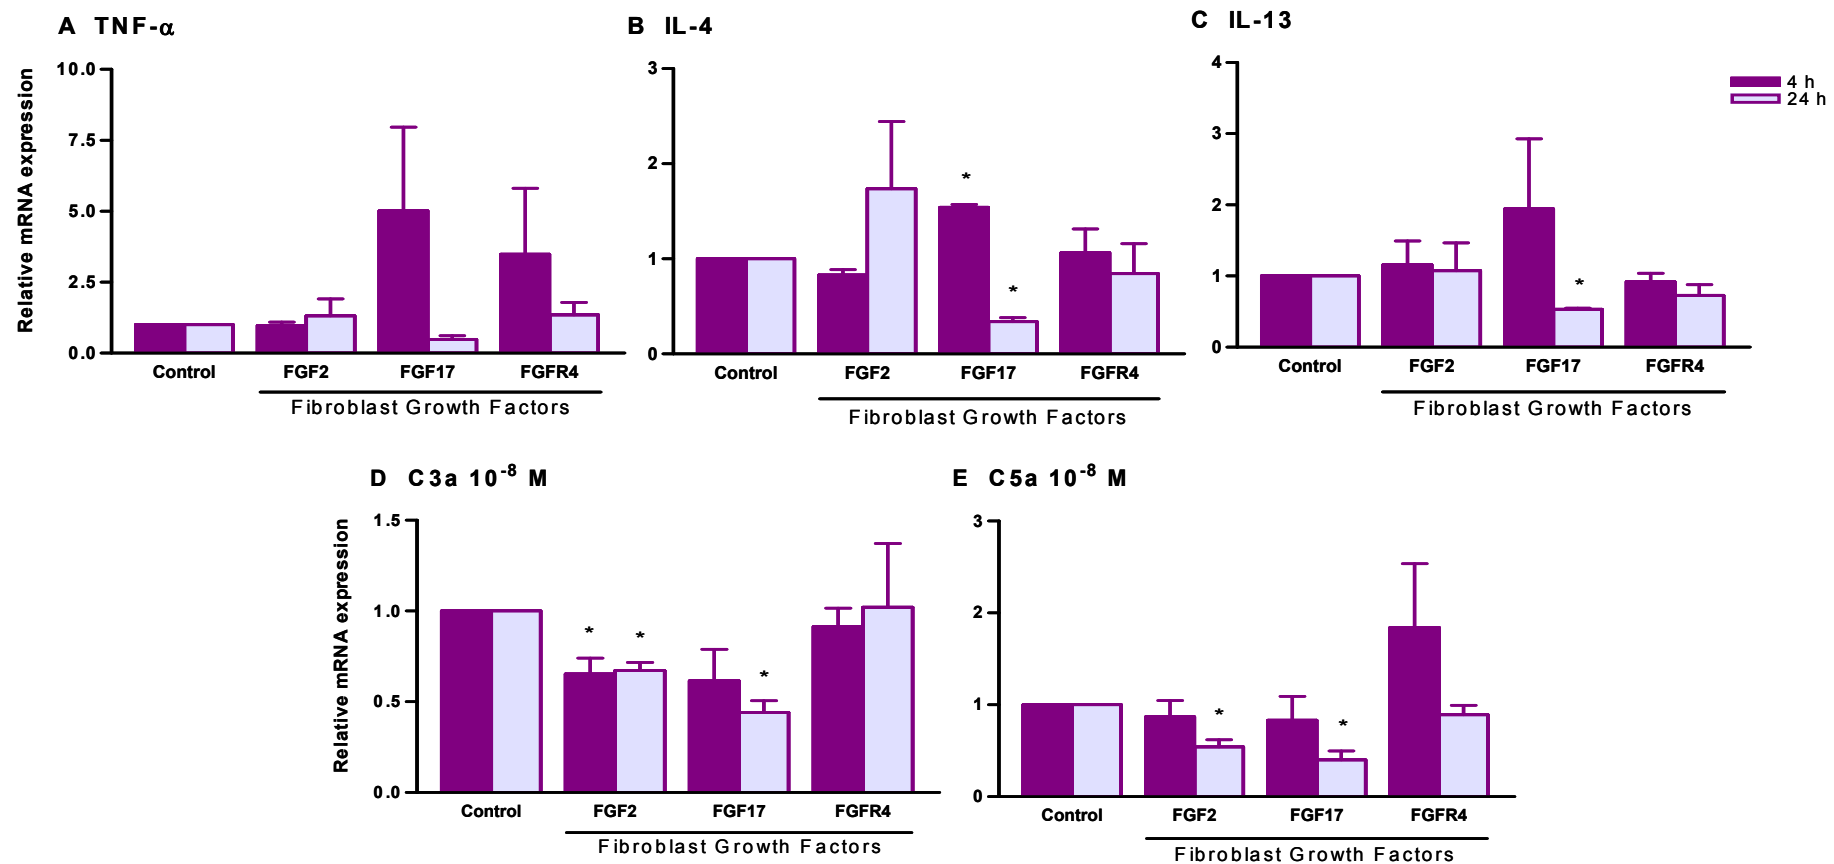 A TNF-α
B IL-4
C IL-13
4 h
24 h
Relative mRNA expression
10.0
7.5
5.0
2.5
0.0
Control FGF2 FGF17 FGFR4
Fibroblast Growth Factors
3
2
1
0
* *
Control FGF2 FGF17 FGFR4
Fibroblast Growth Factors
4
3
2
1
0
*
Control FGF2 FGF17 FGFR4
Fibroblast Growth Factors
D C3a 10⁻⁸ M
E C5a 10⁻⁸ M
Relative mRNA expression
1.5
1.0
0.5
0.0
* * *
Control FGF2 FGF17 FGFR4
Fibroblast Growth Factors
3
2
1
0
* *
Control FGF2 FGF17 FGFR4
Fibroblast Growth Factors